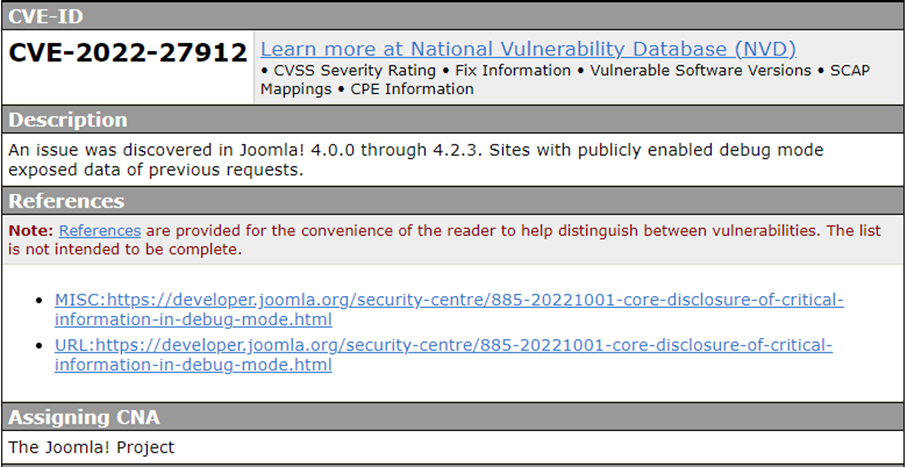 CVE-ID
CVE-2022-27912
Learn more at National Vulnerability Database (NVD)
• CVSS Severity Rating • Fix Information • Vulnerable Software Versions • SCAP
Mappings • CPE Information
Description
An issue was discovered in Joomla! 4.0.0 through 4.2.3. Sites with publicly enabled debug mode
exposed data of previous requests.
References
Note: References are provided for the convenience of the reader to help distinguish between vulnerabilities. The list
is not intended to be complete.
• MISC:https://developer.joomla.org/security-centre/885-20221001-core-disclosure-of-critical-
information-in-debug-mode.html
• URL:https://developer.joomla.org/security-centre/885-20221001-core-disclosure-of-critical-
information-in-debug-mode.html
Assigning CNA
The Joomla! Project